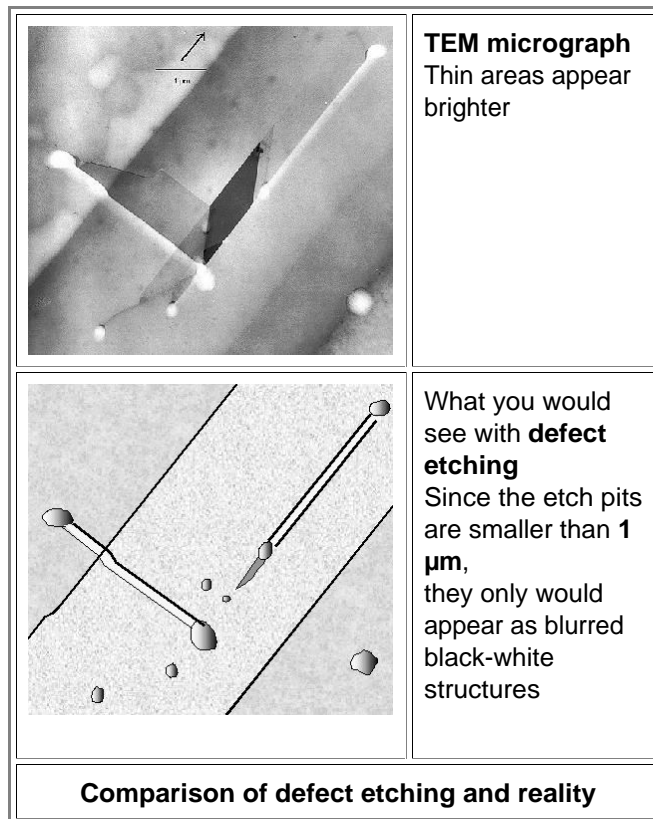 1 µm
TEM micrograph
Thin areas appear
brighter
What you would
see with defect
etching
Since the etch pits
are smaller than 1
µm,
they only would
appear as blurred
black-white
structures
Comparison of defect etching and reality